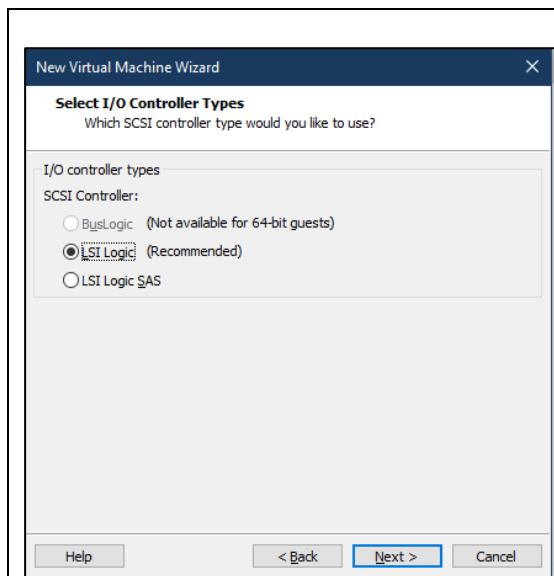 New Virtual Machine Wizard
Select I/O Controller Types
Which SCSI controller type would you like to use?
I/O controller types
SCSI Controller:
BusLogic (Not available for 64-bit guests)
LSI Logic (Recommended)
LSI Logic SAS
Help < Back Next > Cancel